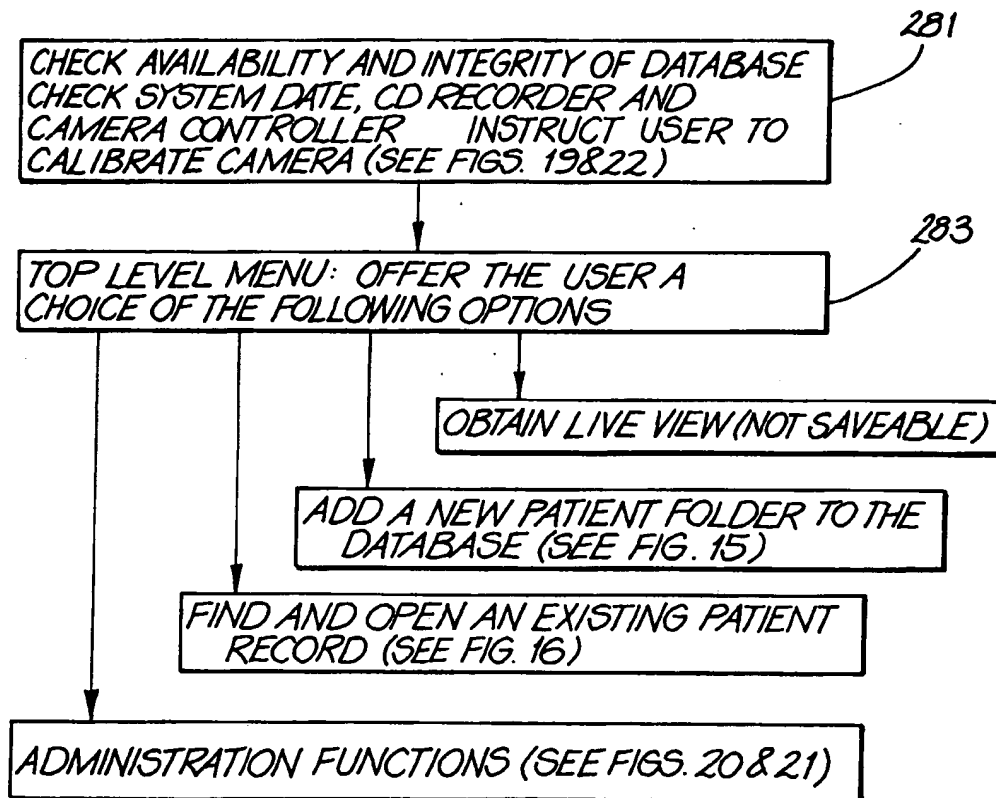 281
CHECK AVAILABILITY AND INTEGRITY OF DATABASE
CHECK SYSTEM DATE, CD RECORDER AND
CAMERA CONTROLLER INSTRUCT USER TO
CALIBRATE CAMERA (SEE FIGS. 19&22)
283
TOP LEVEL MENU: OFFER THE USER A
CHOICE OF THE FOLLOWING OPTIONS
OBTAIN LIVE VIEW (NOT SAVEABLE)
ADD A NEW PATIENT FOLDER TO THE
DATABASE (SEE FIG. 15)
FIND AND OPEN AN EXISTING PATIENT
RECORD (SEE FIG. 16)
ADMINISTRATION FUNCTIONS (SEE FIGS. 20 & 21)